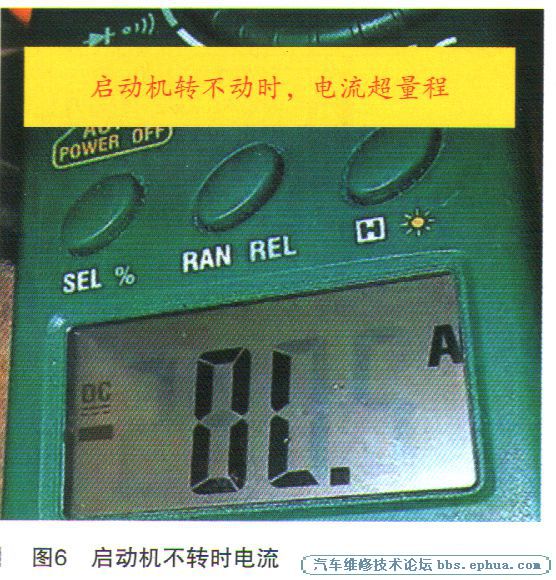 启动机转不动时，电流超量程
AUTO
POWER OFF
SEL %
RAN REL
H
DC
A
0L.
图6 启动机不转时电流
汽车维修技术论坛 bbs.ephua.com